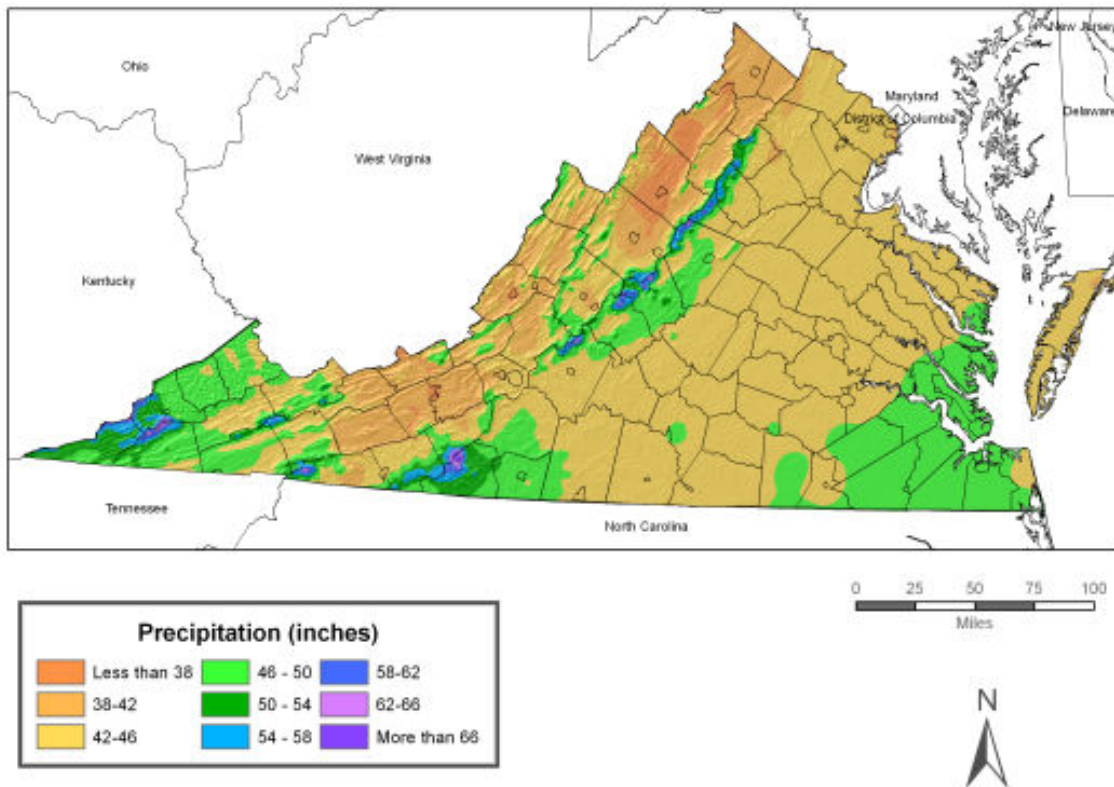 New Jersey
Ohio
Maryland
District of Columbia
Delaware
West Virginia
Kentucky
Tennessee
North Carolina
0 25 50 75 100
Miles
Precipitation (inches)
Less than 38
38-42
42-46
46 - 50
50 - 54
54 - 58
58-62
62-66
More than 66
N